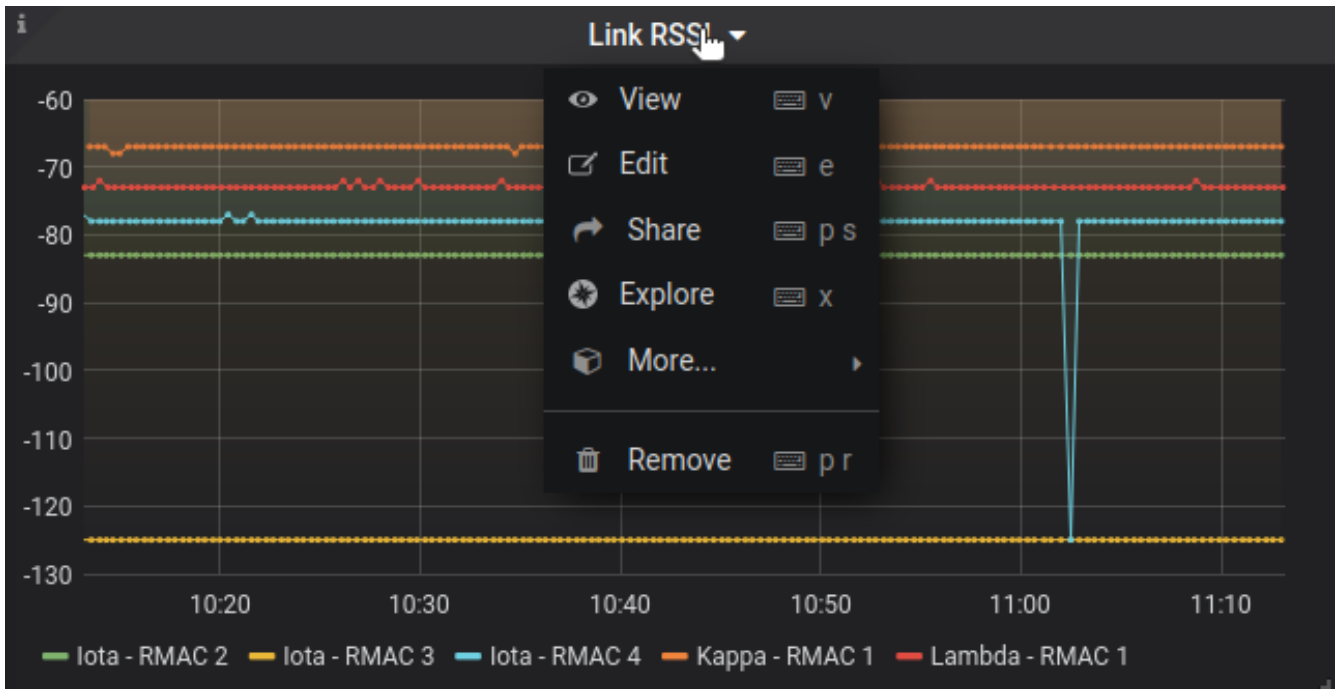 Link RSSI
-60
-70
-80
-90
-100
-110
-120
-130
View v
Edit e
Share p s
Explore x
More...
Remove p r
10:20 10:30 10:40 10:50 11:00 11:10
Iota - RMAC 2 Iota - RMAC 3 Iota - RMAC 4 Kappa - RMAC 1 Lambda - RMAC 1